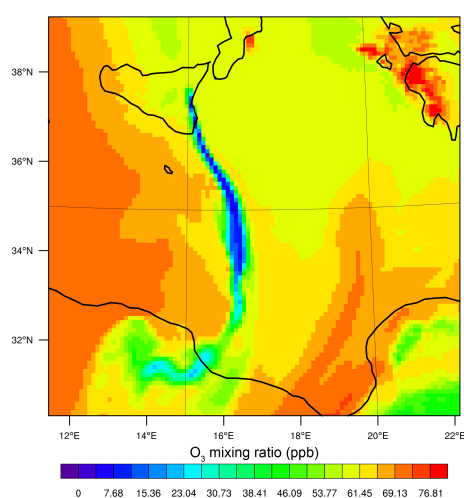 38°N
36°N
34°N
32°N
12°E 14°E 16°E 18°E 20°E 22°E
O₃ mixing ratio (ppb)
0 7.68 15.36 23.04 30.73 38.41 46.09 53.77 61.45 69.13 76.81